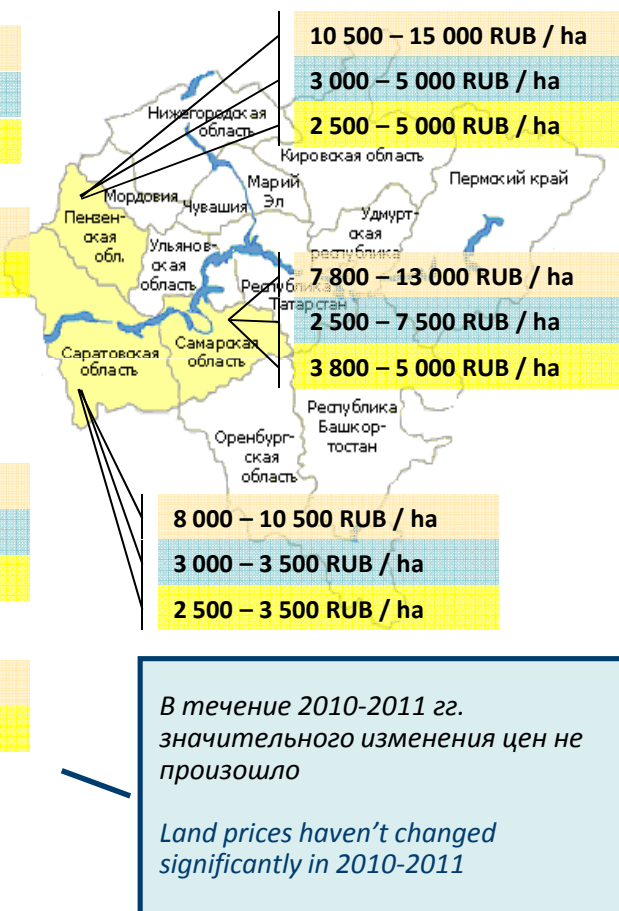 10 500 – 15 000 RUB / ha
3 000 – 5 000 RUB / ha
2 500 – 5 000 RUB / ha
Нижегородская
область
Кировская область
Пермский край
Мордовия
Чувашия
Марий
Эл
Удмурт-
ская
республика
Пензен-
ская
обл.
Ульянов-
ская
область
Республика
Татарстан
7 800 – 13 000 RUB / ha
2 500 – 7 500 RUB / ha
3 800 – 5 000 RUB / ha
Саратовская
область
Самарская
область
Оренбург-
ская
область
Республика
Башкор-
тостан
8 000 – 10 500 RUB / ha
3 000 – 3 500 RUB / ha
2 500 – 3 500 RUB / ha
В течение 2010-2011 гг.
значительного изменения цен не
произошло
Land prices haven't changed
significantly in 2010-2011